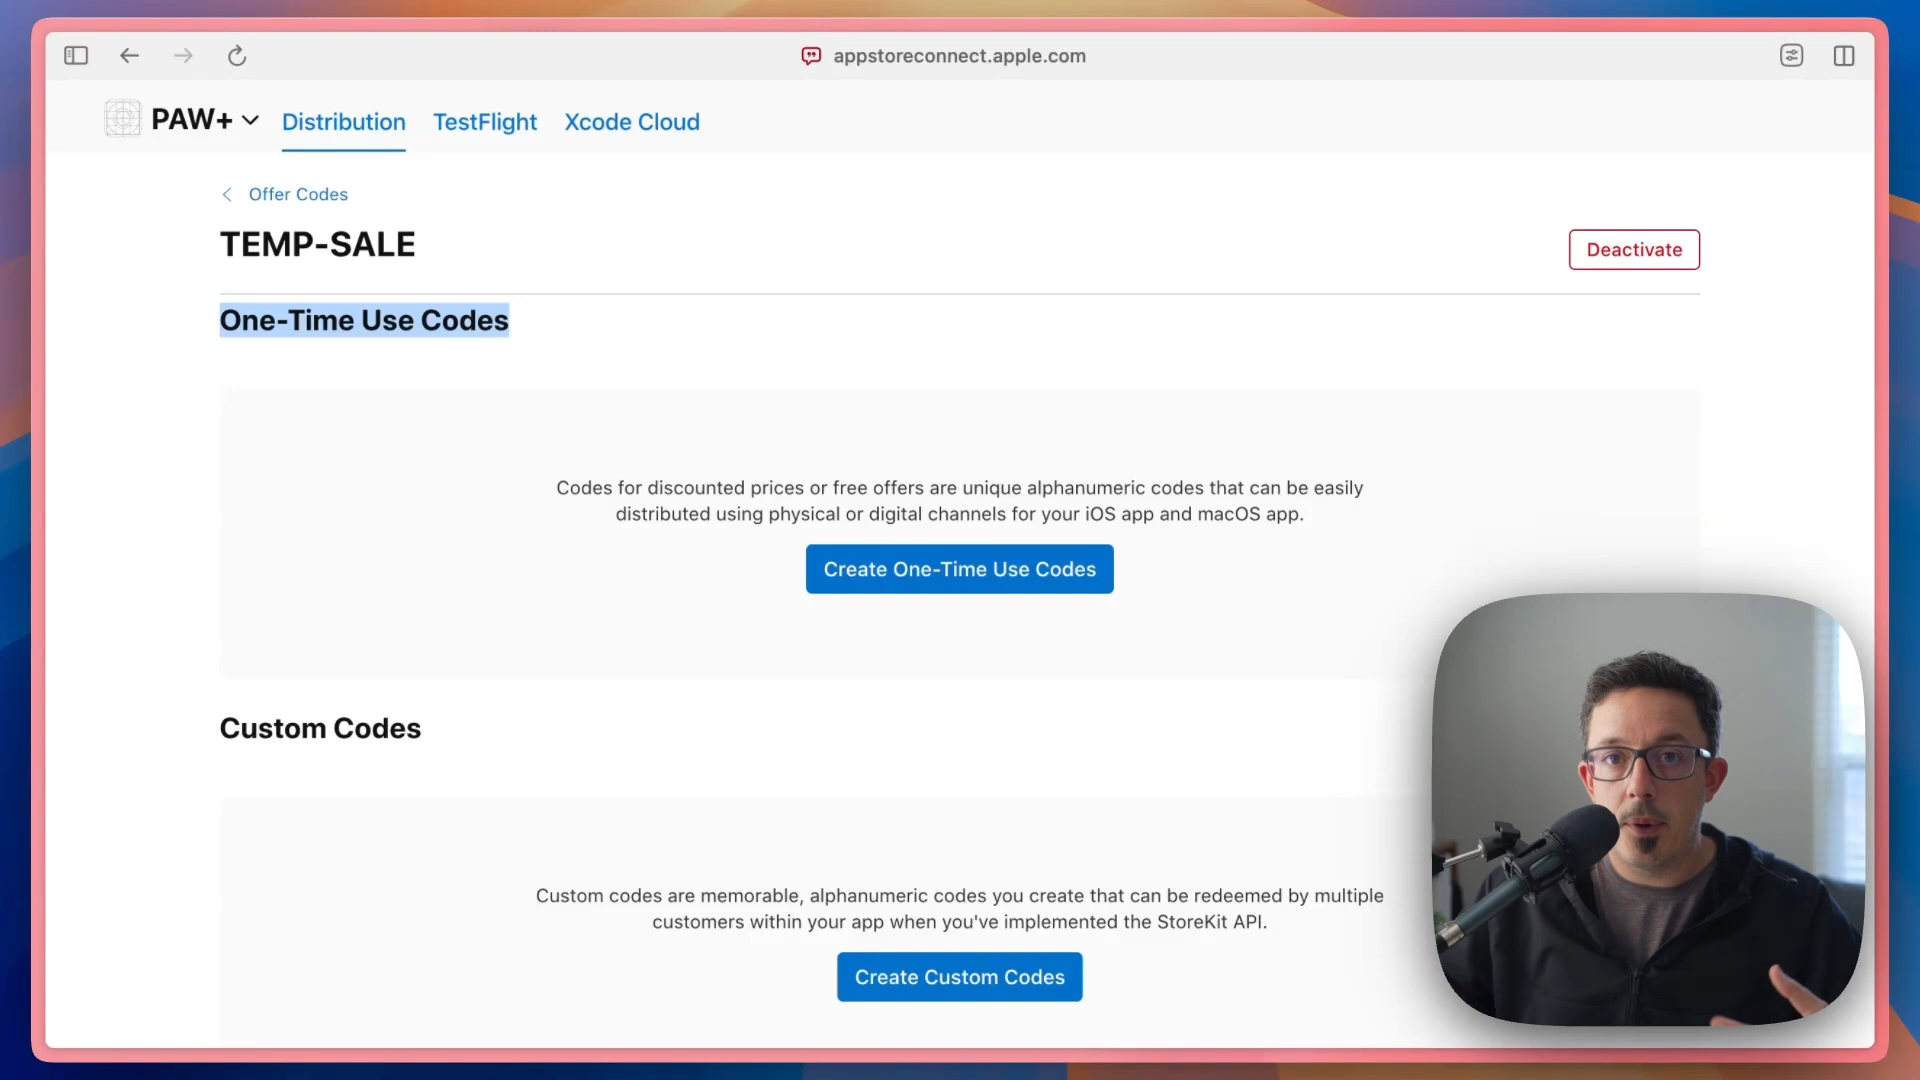 appstoreconnect.apple.com
PAW+ Distribution TestFlight Xcode Cloud
Offer Codes
TEMP-SALE
Deactivate
One-Time Use Codes
Codes for discounted prices or free offers are unique alphanumeric codes that can be easily
distributed using physical or digital channels for your iOS app and macOS app.
Create One-Time Use Codes
Custom Codes
Custom codes are memorable, alphanumeric codes you create that can be redeemed by multiple
customers within your app when you've implemented the StoreKit API.
Create Custom Codes